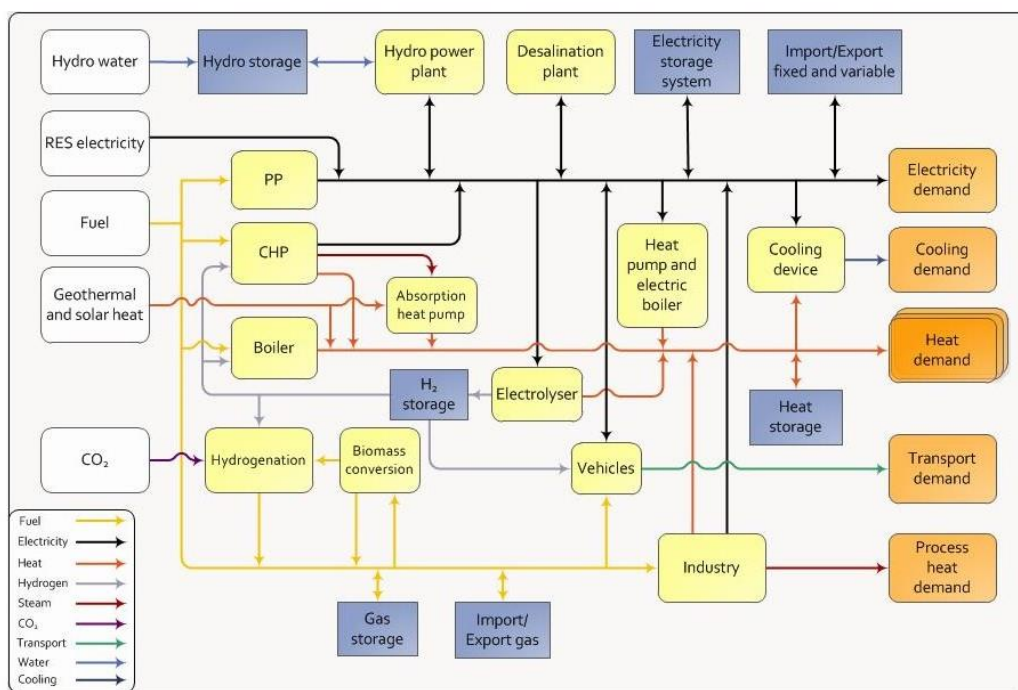 Hydro water
Hydro storage
Hydro power
plant
Desalination
plant
Electricity
storage
system
Import/Export
fixed and variable
RES electricity
PP
Electricity
demand
Fuel
CHP
Heat
pump and
electric
boiler
Cooling
device
Cooling
demand
Geothermal
and solar heat
Absorption
heat pump
Boiler
Heat
demand
H₂
storage
Electrolyser
Heat
storage
CO₂
Hydrogenation
Biomass
conversion
Vehicles
Transport
demand
Fuel
Electricity
Heat
Hydrogen
Steam
CO₂
Transport
Water
Cooling
Industry
Process
heat
demand
Gas
storage
Import/
Export gas